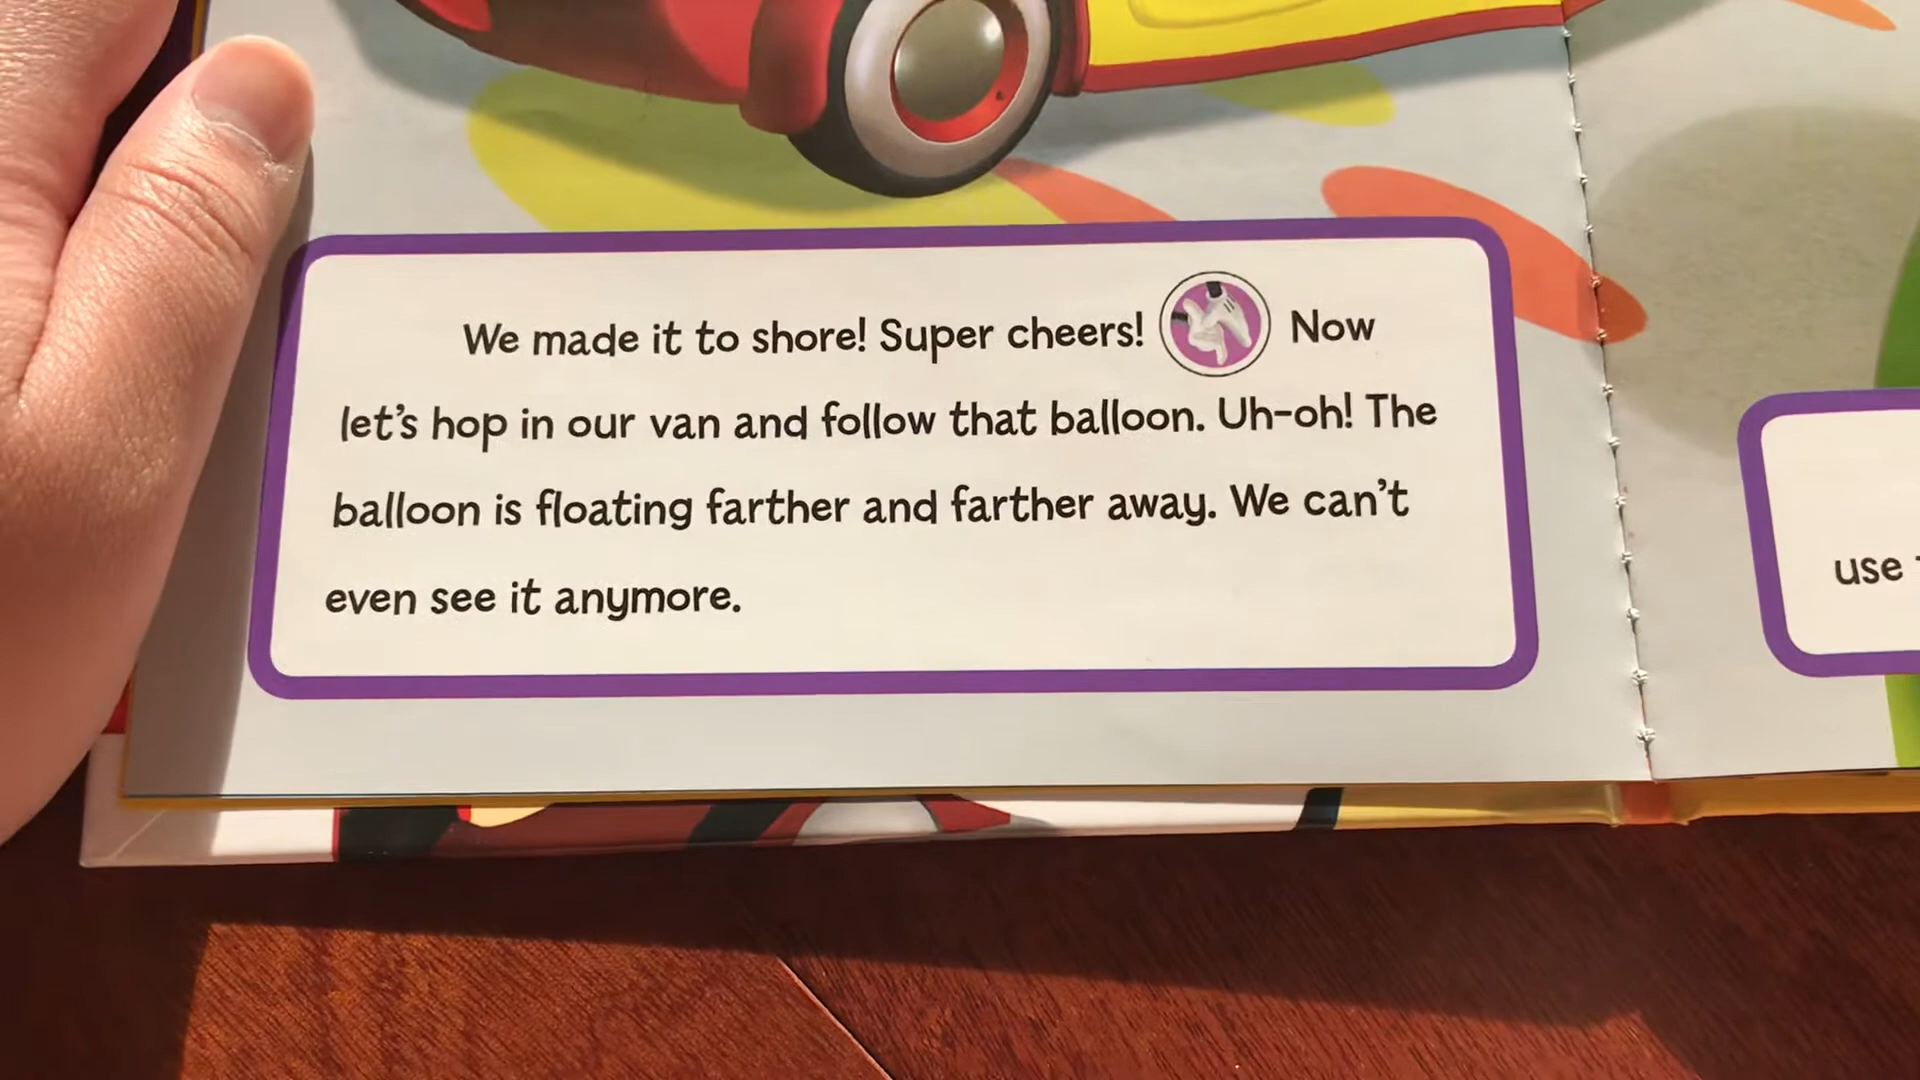 We made it to shore! Super cheers! Now
let's hop in our van and follow that balloon. Uh-oh! The
balloon is floating farther and farther away. We can't
even see it anymore.
use